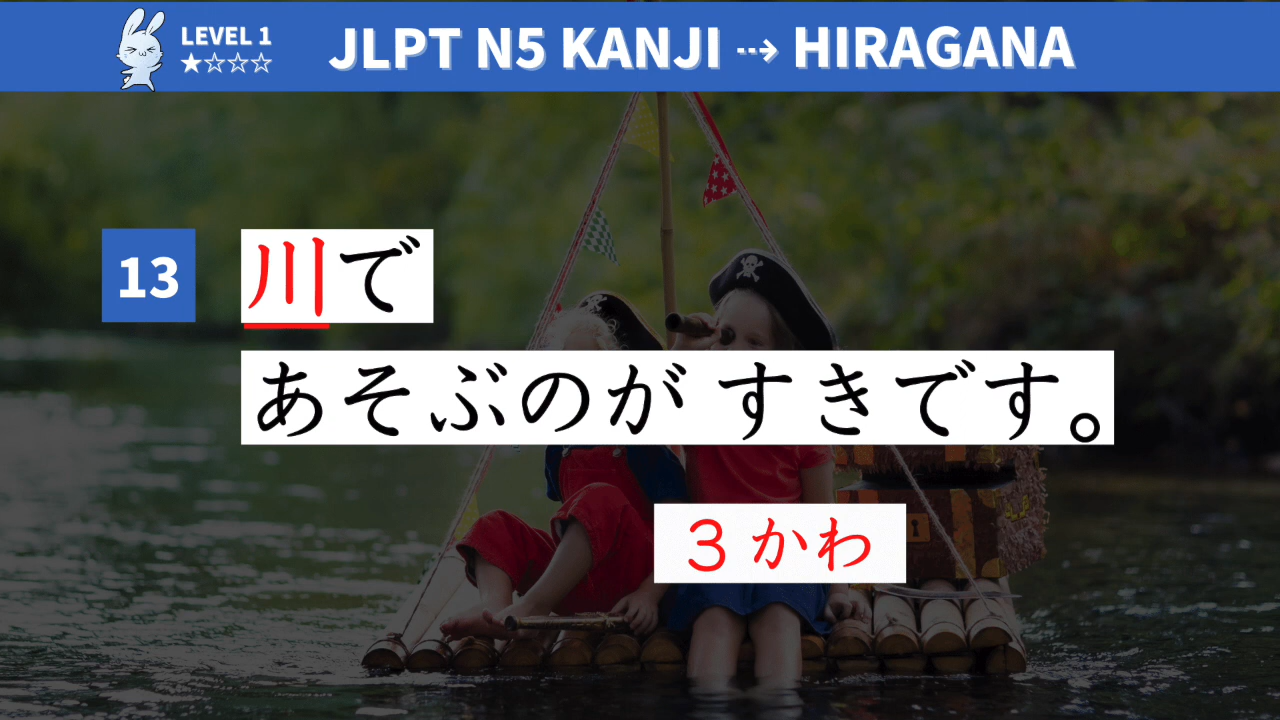 LEVEL 1
★☆☆☆
JLPT N5 KANJI ⇢ HIRAGANA
13
川で
あそぶのが すきです。
３ かわ